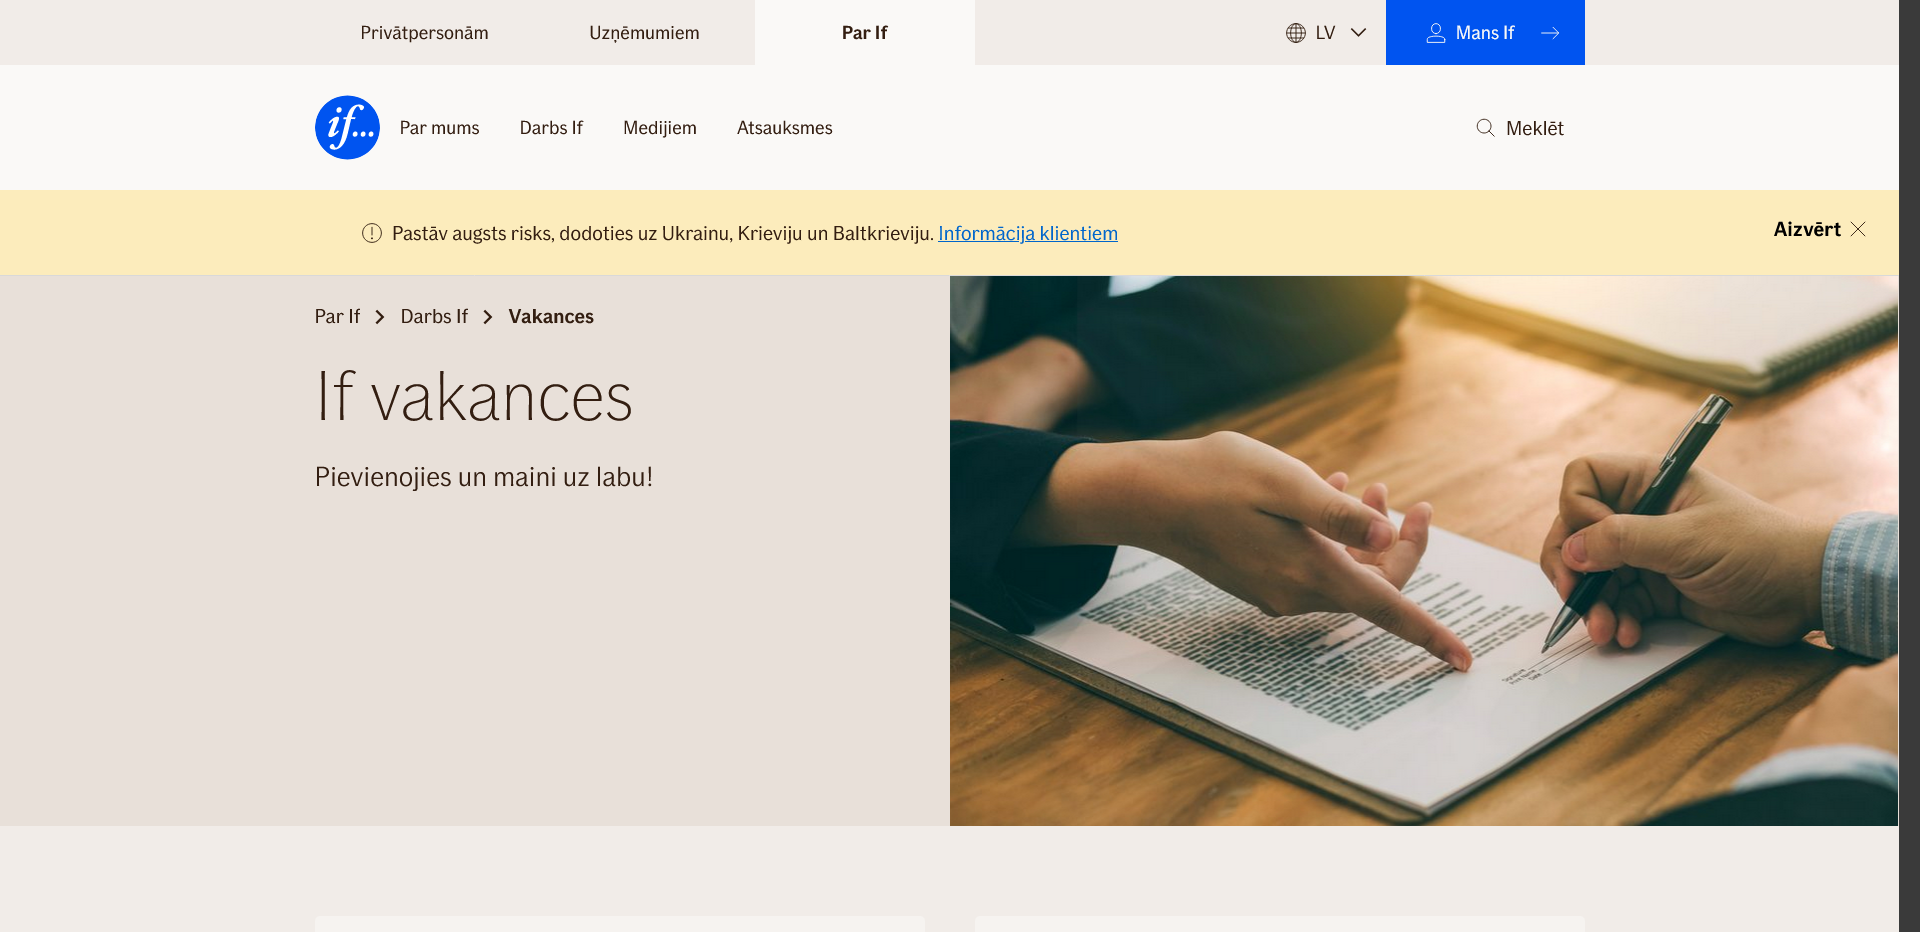 Privātpersonām
Uzņēmumiem
Par If
LV
Mans If
if...
Par mums
Darbs If
Medijiem
Atsauksmes
Meklēt
Pastāv augsts risks, dodoties uz Ukrainu, Krieviju un Baltkrieviju. Informācija klientiem
Aizvērt
Par If
Darbs If
Vakances
If vakances
Pievienojies un maini uz labu!